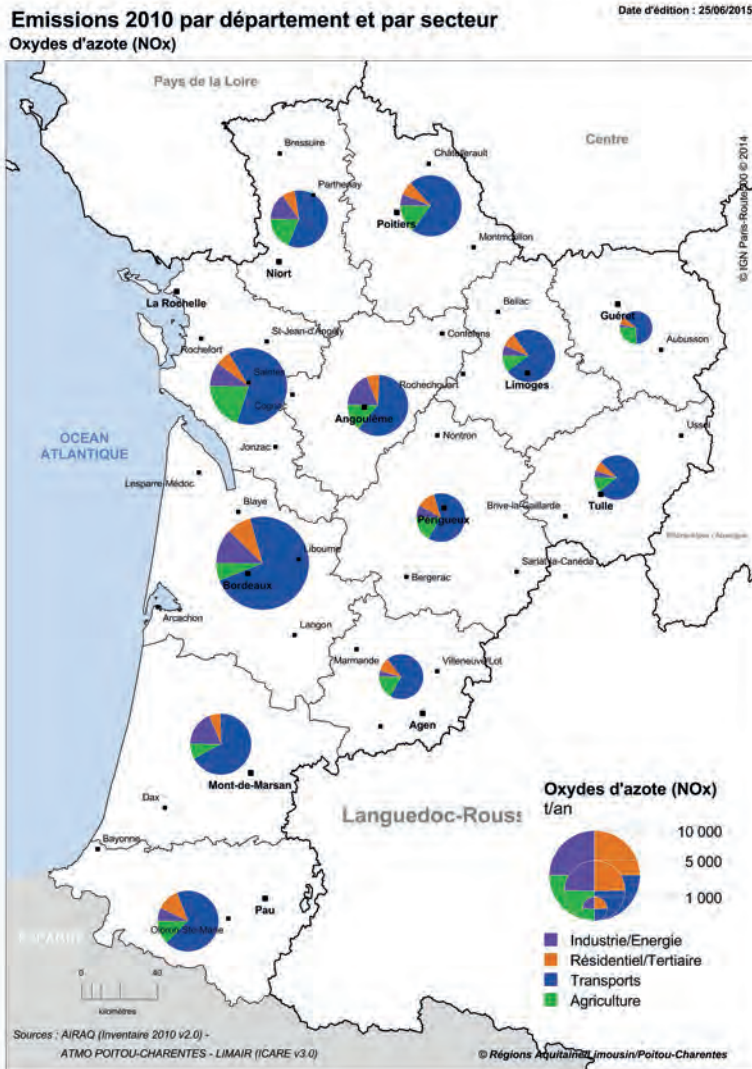 Emissions 2010 par département et par secteur
Date d'édition : 25/06/2015
Oxydes d'azote (NOx)
Pays de la Loire
Centre
© IGN Paris-Route500 © 2014
Bressuire
Châtellerault
Parthenay
Poitiers
Montmorillon
Niort
La Rochelle
Bellac
Guéret
Rochefort
St-Jean-d'Angély
Confolens
Aubusson
Saintes
Rochechouart
Limoges
Cognac
Angoulême
OCEAN
ATLANTIQUE
Jonzac
Nontron
Ussel
Lesparre-Médoc
Blaye
Périgueux
Brive-la-Gaillarde
Tulle
Libourne
Bordeaux
Bergerac
Sarlat-la-Canéda
Arcachon
Langon
Marmande
Villeneuve/Lot
Agen
Mont-de-Marsan
Dax
Bayonne
Languedoc-Rouss
Oxydes d'azote (NOx)
t/an
10 000
5 000
1 000
Pau
Oloron-Ste-Marie
ESPAGNE
Industrie/Energie
Résidentiel/Tertiaire
Transports
Agriculture
0 40
kilomètres
Sources : AIRAQ (Inventaire 2010 v2.0) -
ATMO POITOU-CHARENTES - LIMAIR (ICARE v3.0)
© Régions Aquitaine/Limousin/Poitou-Charentes